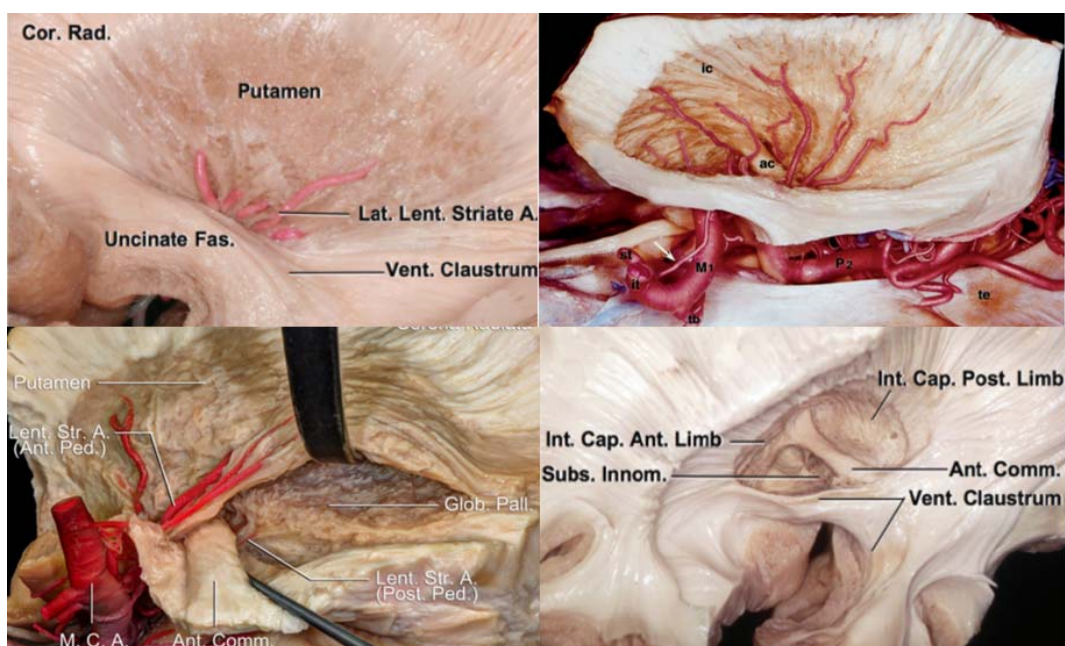 Cor. Rad.
Putamen
Lat. Lent. Striate A.
Uncinate Fas.
Vent. Claustrum
ic
ac
st
it
M1
P2
tb
te
Corona Radiata
Putamen
Lent. Str. A.
(Ant. Ped.)
Glob. Pall.
Lent. Str. A.
(Post. Ped.)
M. C. A.
Ant. Comm.
Int. Cap. Post. Limb
Int. Cap. Ant. Limb
Subs. Innom.
Ant. Comm.
Vent. Claustrum